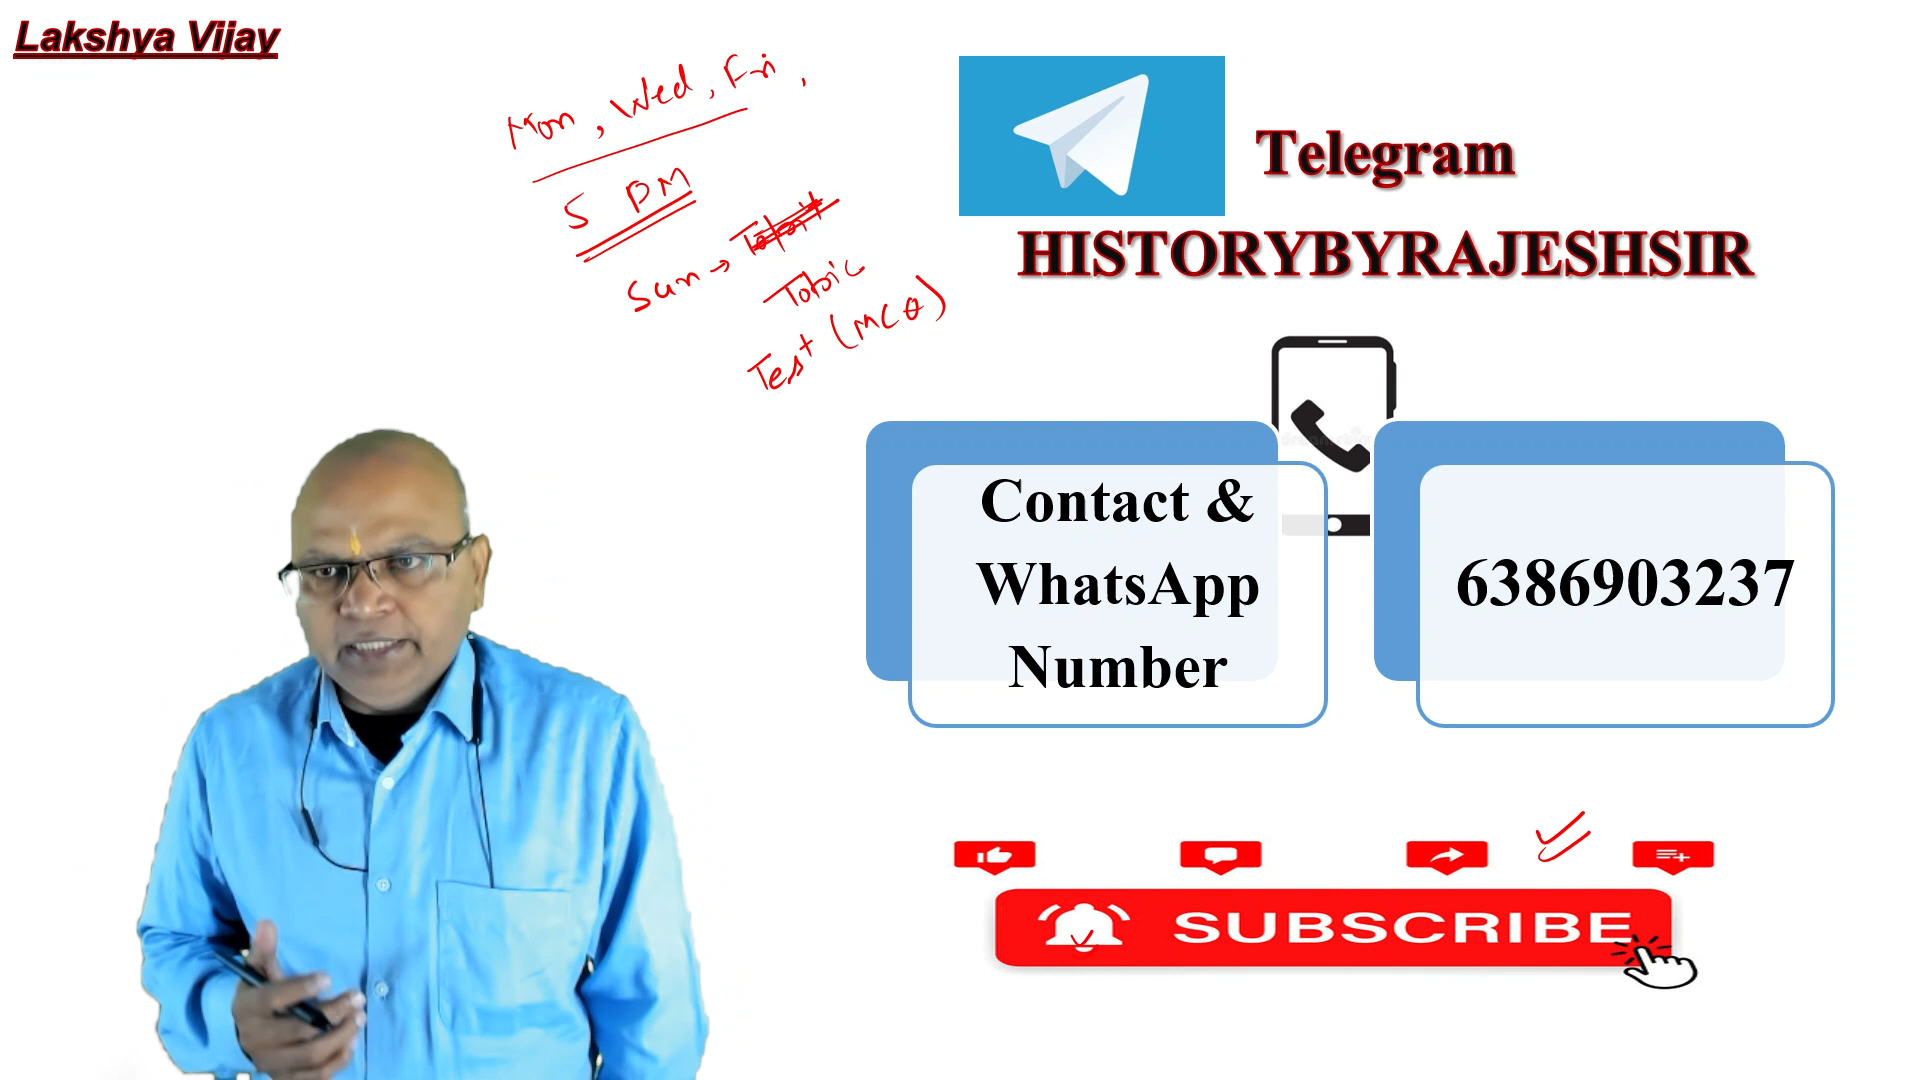 Lakshya Vijay
Mon, Wed, Fri,
5 PM
Sun →
Topic
Test (MCQ)
Telegram
HISTORYBYRAJESHSIR
Contact &
WhatsApp
Number
6386903237
SUBSCRIBE